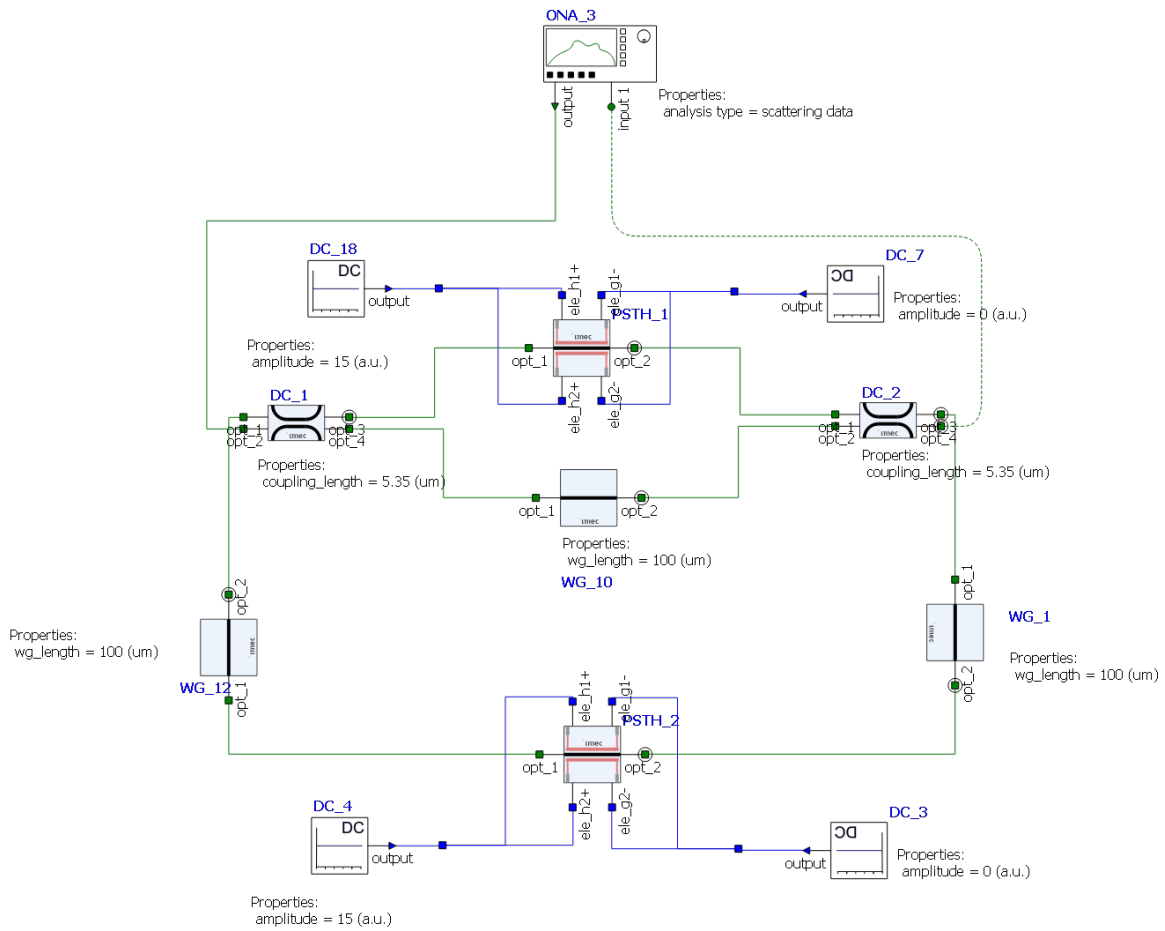 ONA_3
output
input 1
Properties:
analysis type = scattering data
DC_18
DC
output
Properties:
amplitude = 15 (a.u.)
ele_h1+
ele_g1-
PSTH_1
imec
opt_1
opt_2
ele_h2+
ele_g2-
DC_7
DC
output
Properties:
amplitude = 0 (a.u.)
DC_1
opt_1
opt_2
opt_3
opt_4
imec
Properties:
coupling_length = 5.35 (um)
DC_2
opt_1
opt_2
opt_3
opt_4
imec
Properties:
coupling_length = 5.35 (um)
opt_1
opt_2
imec
Properties:
wg_length = 100 (um)
WG_10
opt_2
imec
Properties:
wg_length = 100 (um)
WG_12
opt_1
opt_1
imec
WG_1
Properties:
wg_length = 100 (um)
opt_2
ele_h1+
ele_g1-
PSTH_2
imec
opt_1
opt_2
ele_h2+
ele_g2-
DC_4
DC
output
Properties:
amplitude = 15 (a.u.)
DC_3
DC
output
Properties:
amplitude = 0 (a.u.)